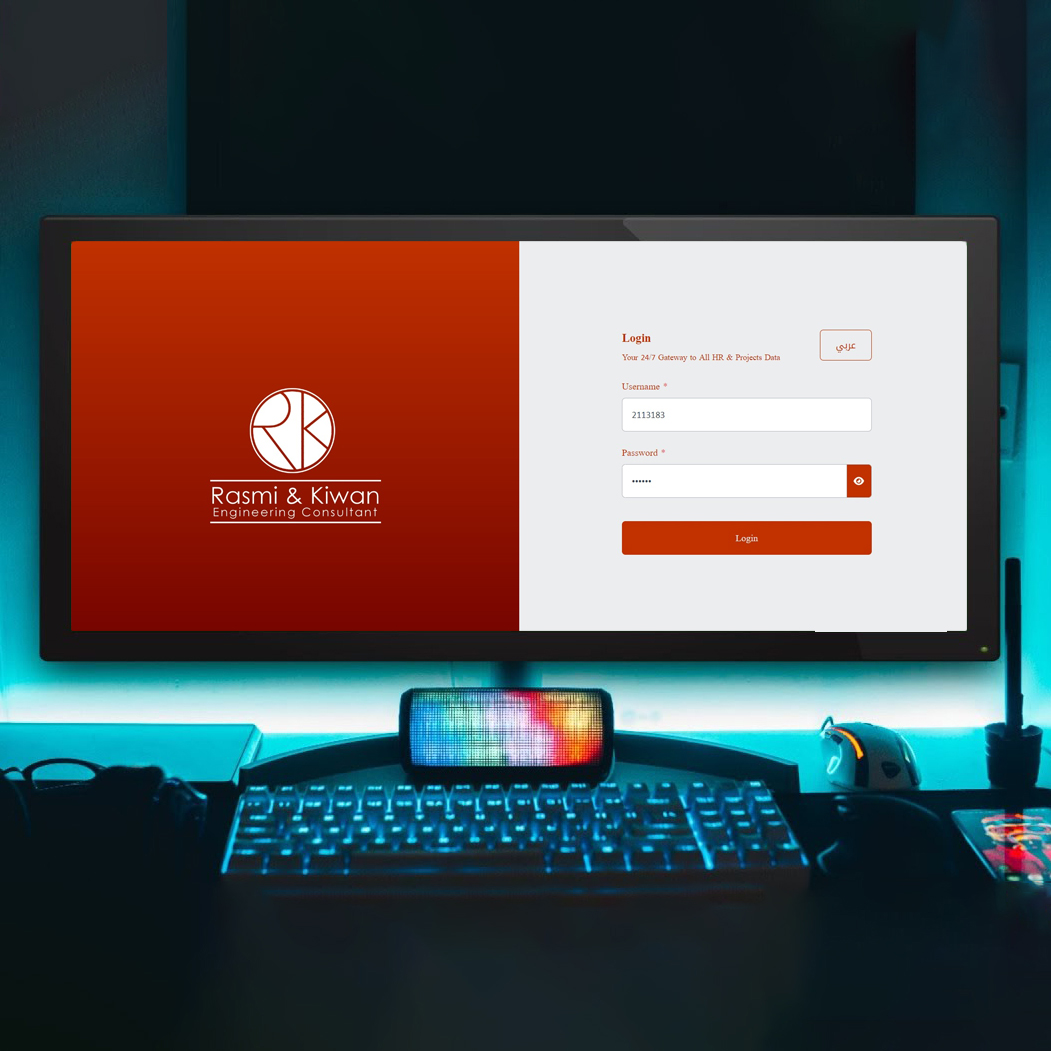 RK
Rasmi & Kiwan
Engineering Consultant
Login
عربي
Your 24/7 Gateway to All HR & Projects Data
Username *
2113183
Password *
••••••
Login